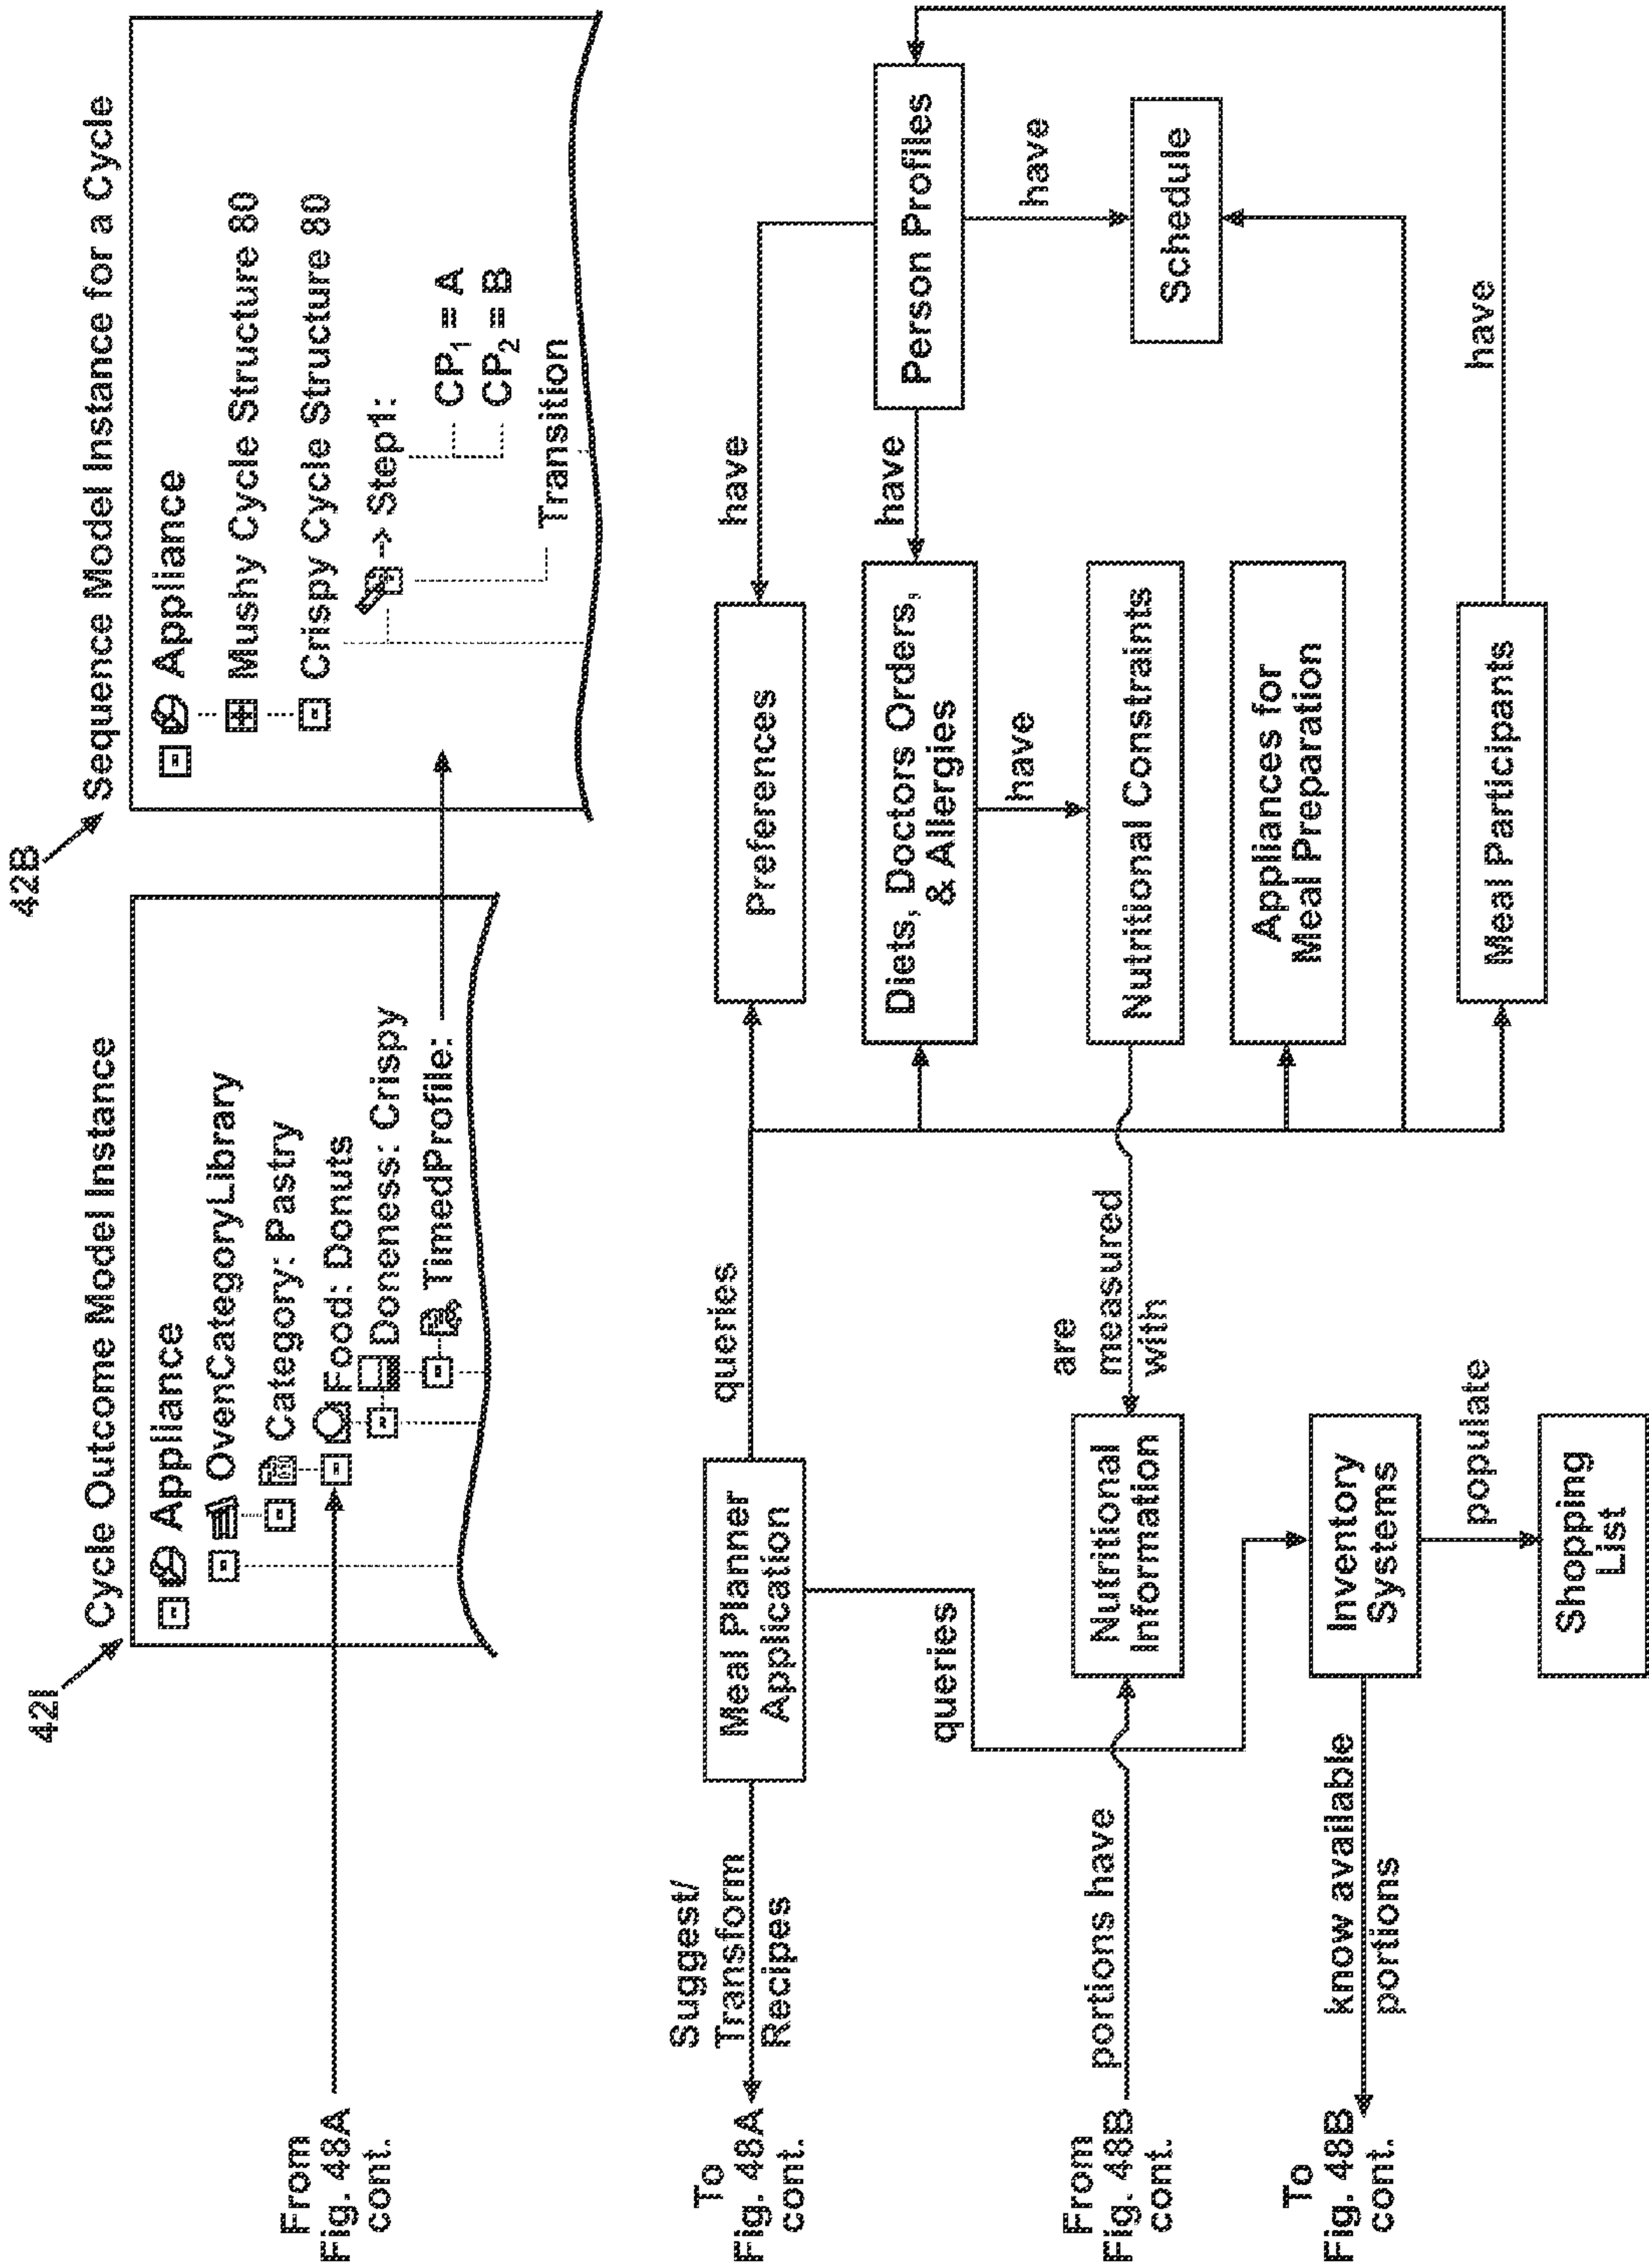 42I
Cycle Outcome Model Instance
Appliance
OvenCategoryLibrary
Category: Pastry
Food: Donuts
Doneness: Crispy
TimedProfile:
42B
Sequence Model Instance for a Cycle
Appliance
Mushy Cycle Structure 80
Crispy Cycle Structure 80
-> Step1:
CP1 = A
CP2 = B
Transition
From
Fig. 48A
cont.
To
Fig. 48A
cont.
Suggest/
Transform
Recipes
Meal Planner
Application
queries
queries
Preferences
have
Person Profiles
Diets, Doctors Orders,
& Allergies
have
have
Schedule
have
Nutritional Constraints
are
measured
with
Nutritional
Information
portions have
From
Fig. 48B
cont.
Appliances for
Meal Preparation
Inventory
Systems
know available
portions
To
Fig. 48B
cont.
populate
Shopping
List
Meal Participants
have